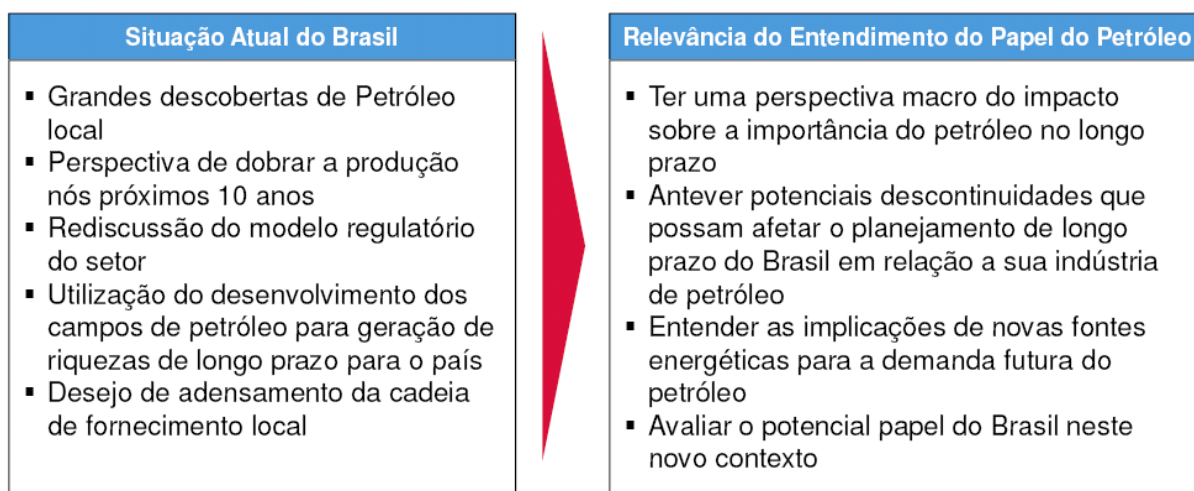 Situação Atual do Brasil
▪ Grandes descobertas de Petróleo
local
▪ Perspectiva de dobrar a produção
nós próximos 10 anos
▪ Rediscussão do modelo regulatório
do setor
▪ Utilização do desenvolvimento dos
campos de petróleo para geração de
riquezas de longo prazo para o país
▪ Desejo de adensamento da cadeia
de fornecimento local
Relevância do Entendimento do Papel do Petróleo
▪ Ter uma perspectiva macro do impacto
sobre a importância do petróleo no longo
prazo
▪ Antever potenciais descontinuidades que
possam afetar o planejamento de longo
prazo do Brasil em relação a sua indústria
de petróleo
▪ Entender as implicações de novas fontes
energéticas para a demanda futura do
petróleo
▪ Avaliar o potencial papel do Brasil neste
novo contexto